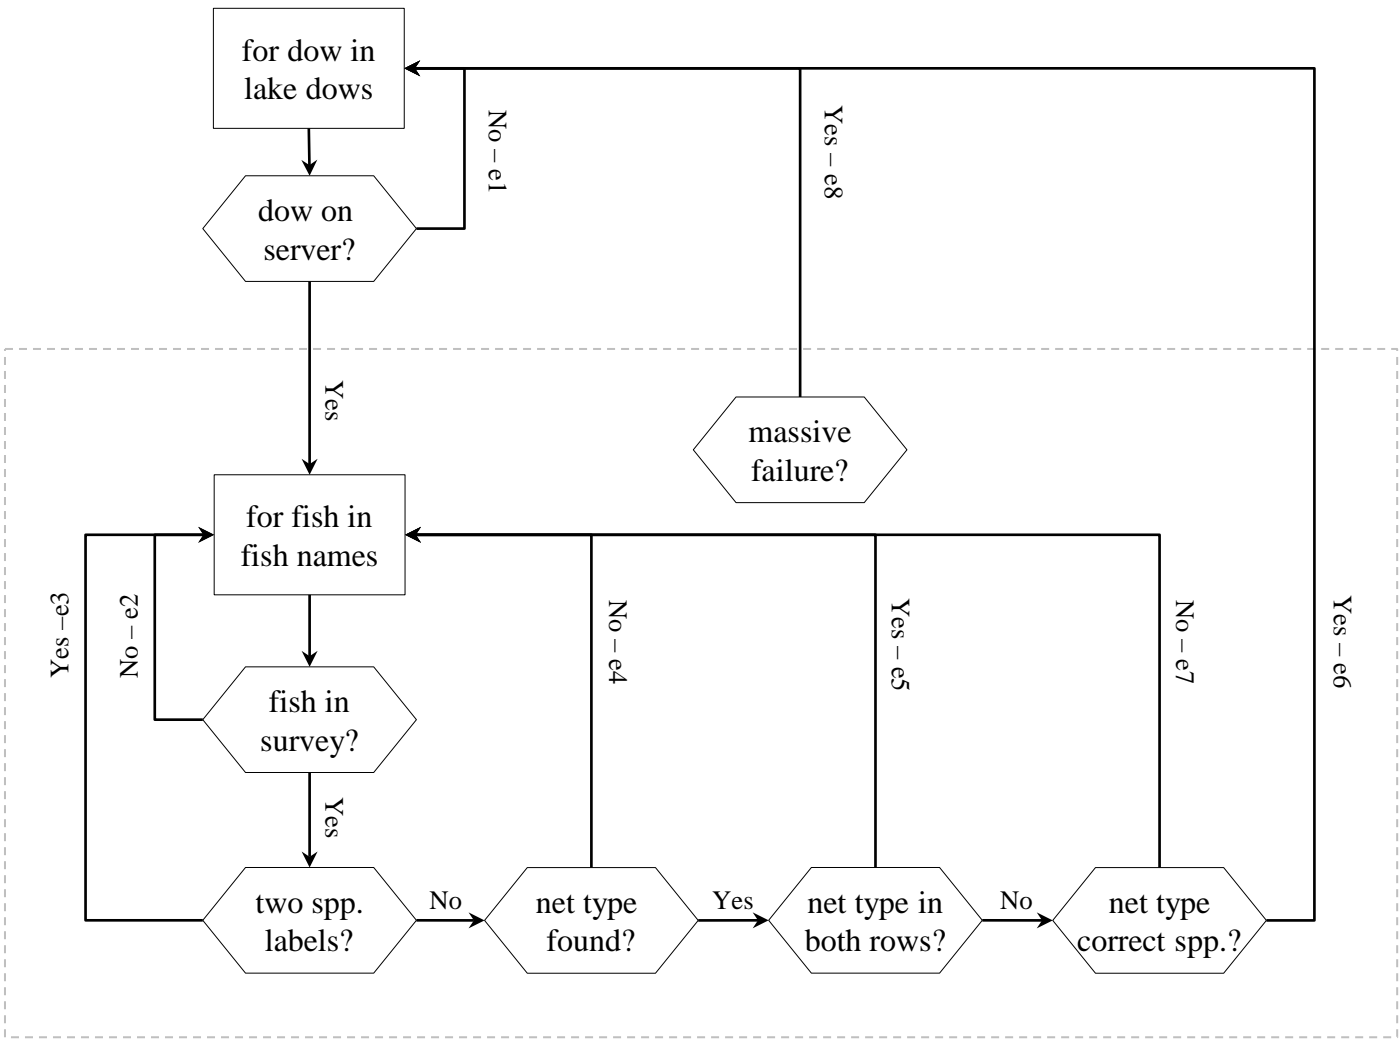 for dow in
lake dows
No – e1
Yes – e8
dow on
server?
Yes
massive
failure?
for fish in
fish names
Yes –e3
No – e2
No – e4
Yes – e5
No – e7
Yes – e6
fish in
survey?
Yes
two spp.
labels?
No
net type
found?
Yes
net type in
both rows?
No
net type
correct spp.?